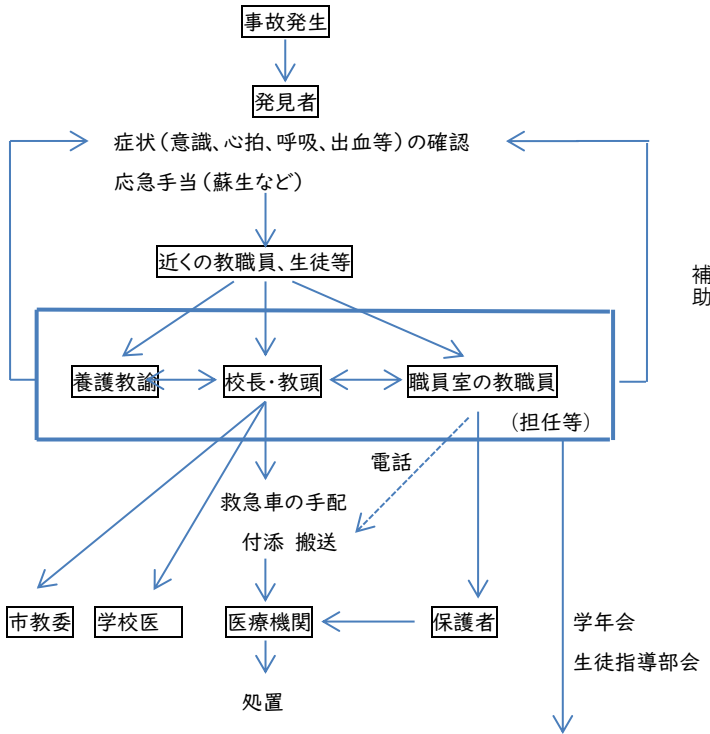 事故発生
発見者
症状（意識、心拍、呼吸、出血等）の確認
応急手当（蘇生など）
近くの教職員、生徒等
補助
養護教諭
校長・教頭
職員室の教職員
（担任等）
電話
救急車の手配
付添 搬送
市教委
学校医
医療機関
保護者
学年会
生徒指導部会
処置